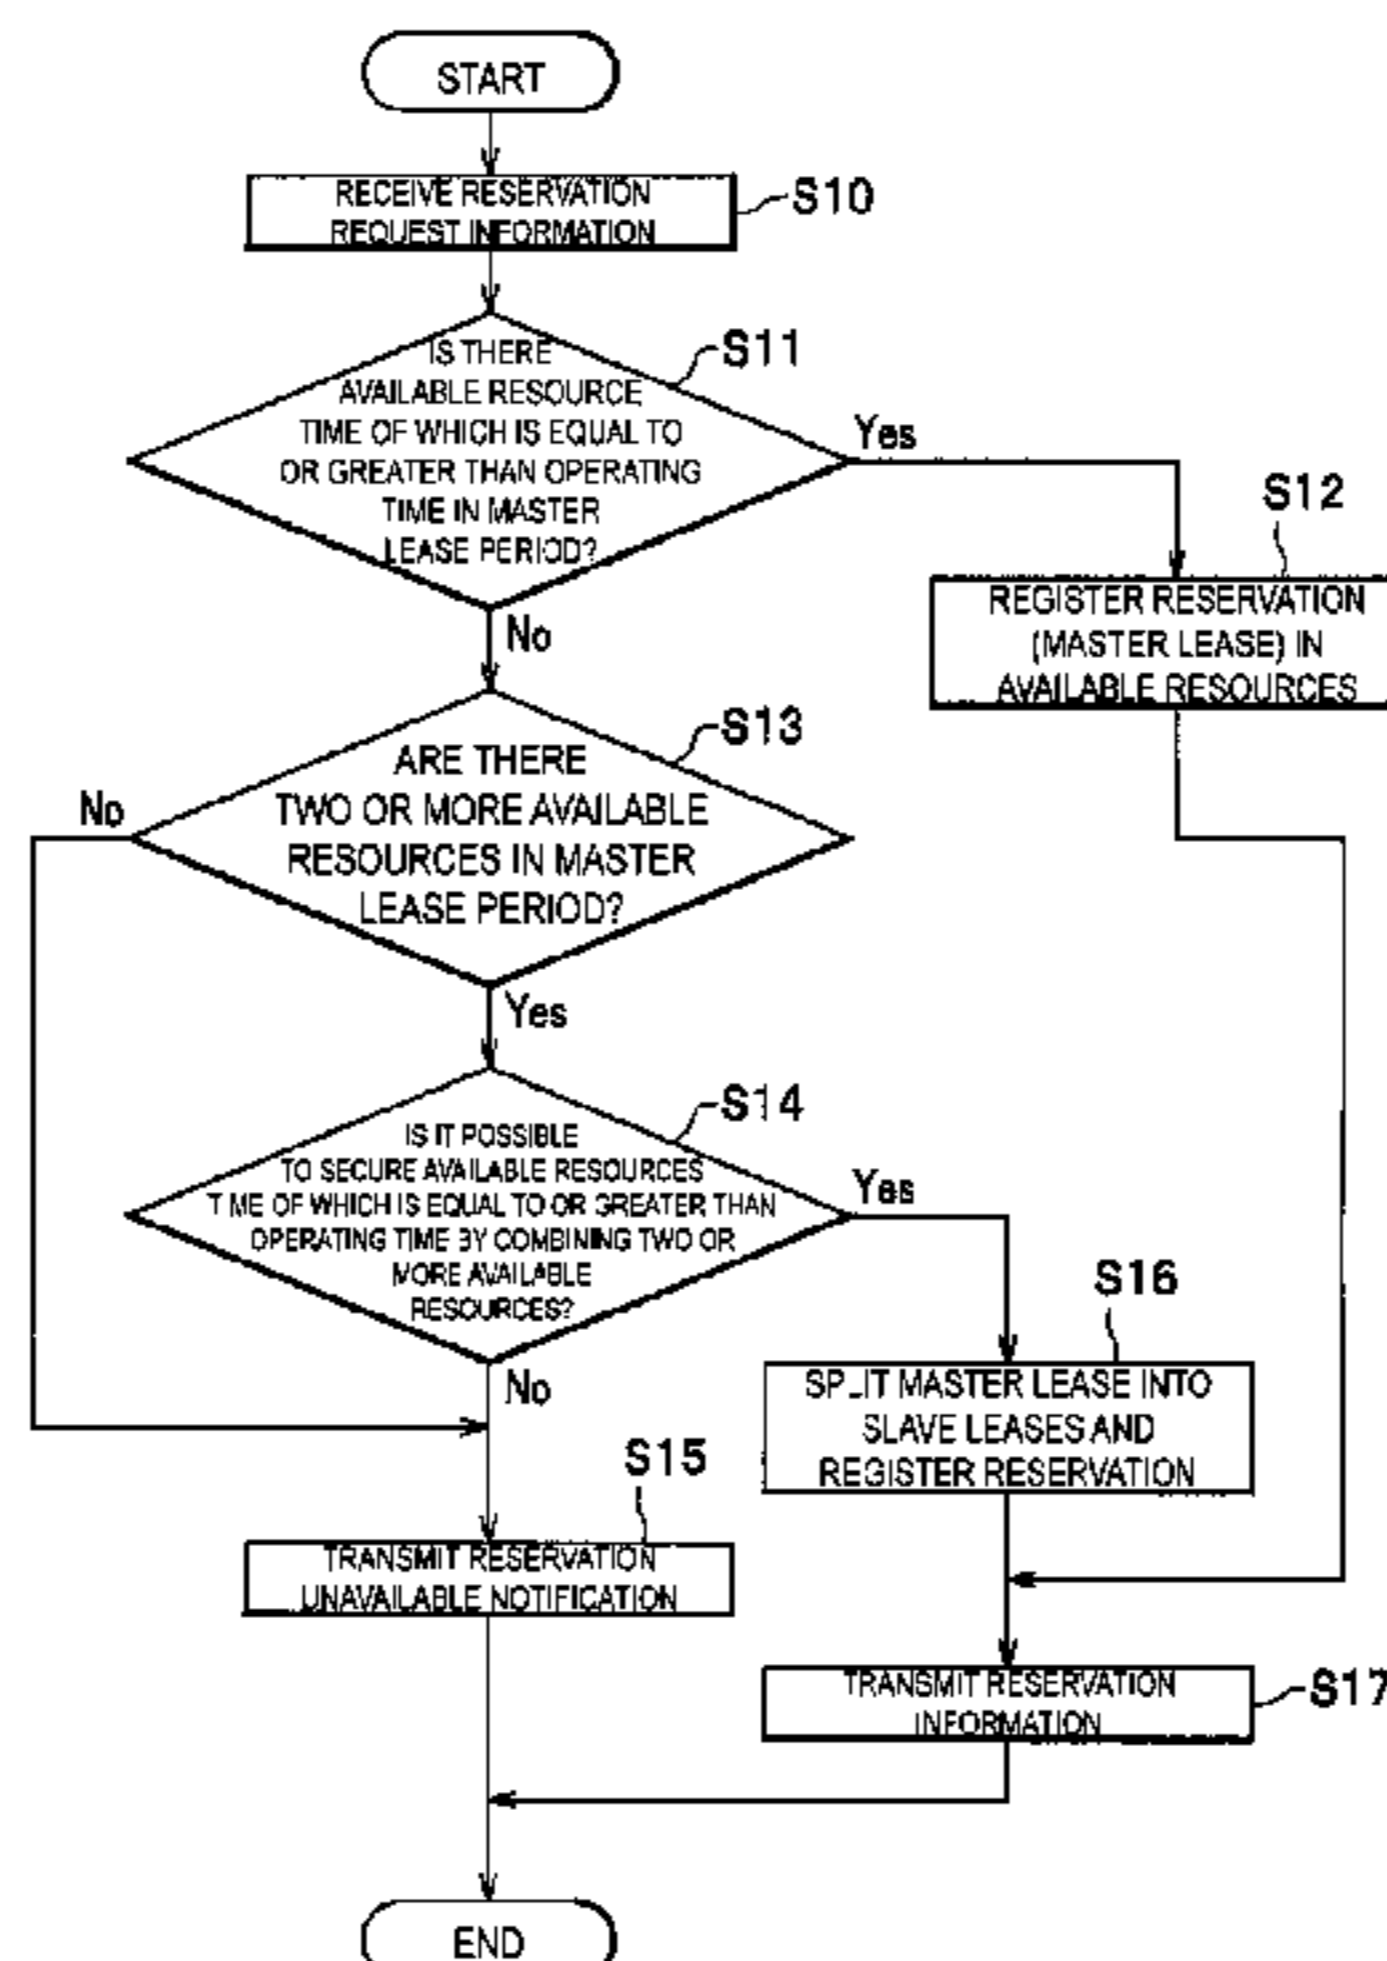 START
RECEIVE RESERVATION
REQUEST INFORMATION
S10
IS THERE
AVAILABLE RESOURCE
TIME OF WHICH IS EQUAL TO
OR GREATER THAN OPERATING
TIME IN MASTER
LEASE PERIOD?
S11
Yes
No
S12
REGISTER RESERVATION
(MASTER LEASE) IN
AVAILABLE RESOURCES
S13
ARE THERE
TWO OR MORE AVAILABLE
RESOURCES IN MASTER
LEASE PERIOD?
No
Yes
S14
IS IT POSSIBLE
TO SECURE AVAILABLE RESOURCES
TIME OF WHICH IS EQUAL TO OR GREATER THAN
OPERATING TIME BY COMBINING TWO OR
MORE AVAILABLE
RESOURCES?
Yes
No
S16
SPLIT MASTER LEASE INTO
SLAVE LEASES AND
REGISTER RESERVATION
S15
TRANSMIT RESERVATION
UNAVAILABLE NOTIFICATION
TRANSMIT RESERVATION
INFORMATION
S17
END